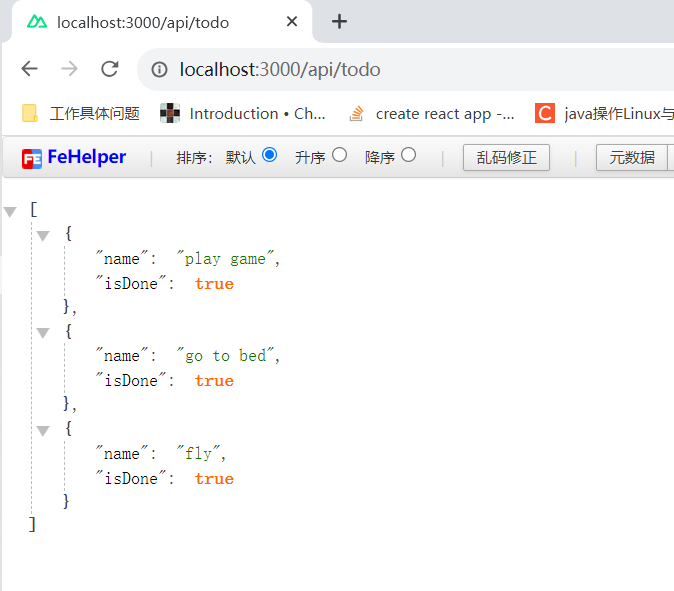 localhost:3000/api/todo
localhost:3000/api/todo
工作具体问题 Introduction • Ch... create react app -... java操作Linux与
FeHelper 排序: 默认 升序 降序 乱码修正 元数据
[
{
"name": "play game",
"isDone": true
},
{
"name": "go to bed",
"isDone": true
},
{
"name": "fly",
"isDone": true
}
]